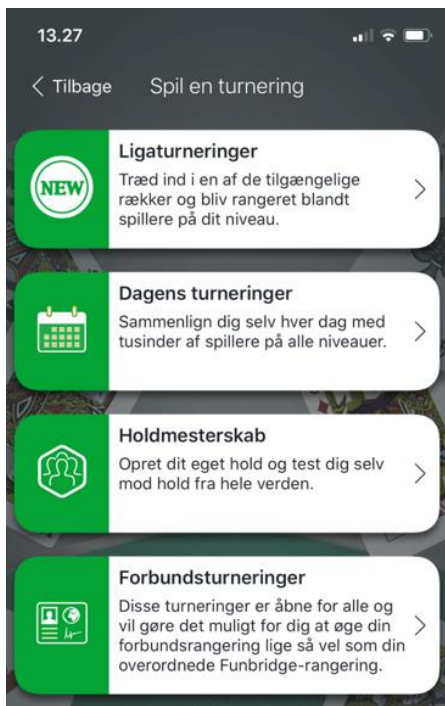 13.27
Tilbage Spil en turnering
Ligaturneringer
NEW
Træd ind i en af de tilgængelige
rækker og bliv rangeret blandt
spillere på dit niveau.
Dagens turneringer
Sammenlign dig selv hver dag med
tusinder af spillere på alle niveauer.
Holdmesterskab
Opret dit eget hold og test dig selv
mod hold fra hele verden.
Forbundsturneringer
Disse turneringer er åbne for alle og
vil gøre det muligt for dig at øge din
forbundsrangering lige så vel som din
overordnede Funbridge-rangering.